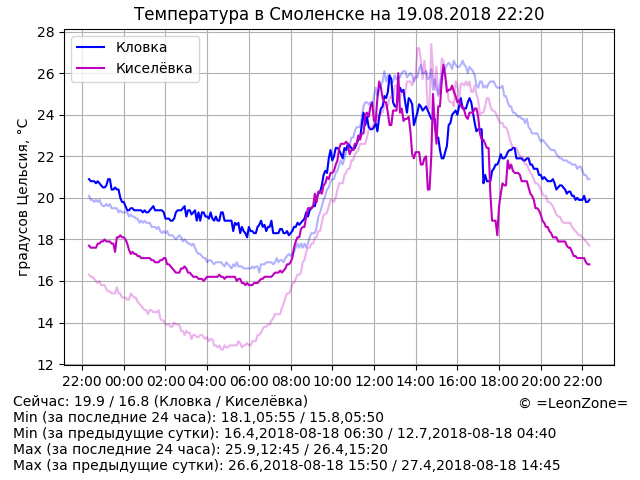 Температура в Смоленске на 19.08.2018 22:20
Кловка
Киселёвка
градусов Цельсия, °C
28
26
24
22
20
18
16
14
12
22:00 00:00 02:00 04:00 06:00 08:00 10:00 12:00 14:00 16:00 18:00 20:00 22:00
Сейчас: 19.9 / 16.8 (Кловка / Киселёвка)
© =LeonZone=
Min (за последние 24 часа): 18.1,05:55 / 15.8,05:50
Min (за предыдущие сутки): 16.4,2018-08-18 06:30 / 12.7,2018-08-18 04:40
Max (за последние 24 часа): 25.9,12:45 / 26.4,15:20
Max (за предыдущие сутки): 26.6,2018-08-18 15:50 / 27.4,2018-08-18 14:45